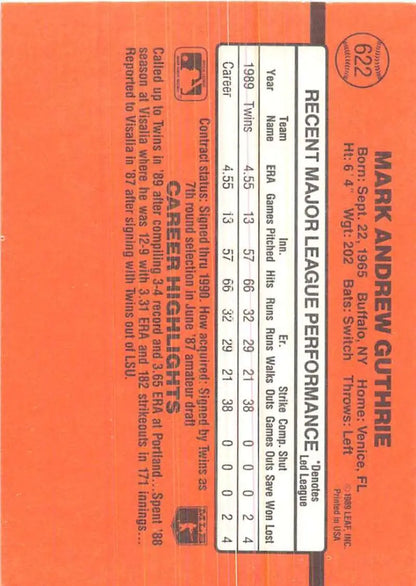 622
MARK ANDREW GUTHRIE
Born: Sept. 22, 1965 Buffalo, NY Home: Venice, FL
Ht: 6' 4" Wgt: 202 Bats: Switch Throws: Left
© 1989 LEAF, INC.
Printed in USA
RECENT MAJOR LEAGUE PERFORMANCE *Denotes Led League
Team Inn. Er. Strike Comp. Shut
Year Name ERA Games Pitched Hits Runs Runs Walks Outs Games Outs Save Won Lost
1989 Twins 4.55 13 57 66 32 29 21 38 0 0 0 2 4
Career 4.55 13 57 66 32 29 21 38 0 0 0 2 4
Contract status: Signed thru 1990. How acquired: Signed by Twins as
7th round selection in June '87 amateur draft
CAREER HIGHLIGHTS
Called up to Twins in '89 after compiling 3-4 record and 3.65 ERA at Portland... Spent '88
season at Visalia where he was 12-9 with 3.31 ERA and 182 strikeouts in 171 innings...
Reported to Visalia in '87 after signing with Twins out of LSU.